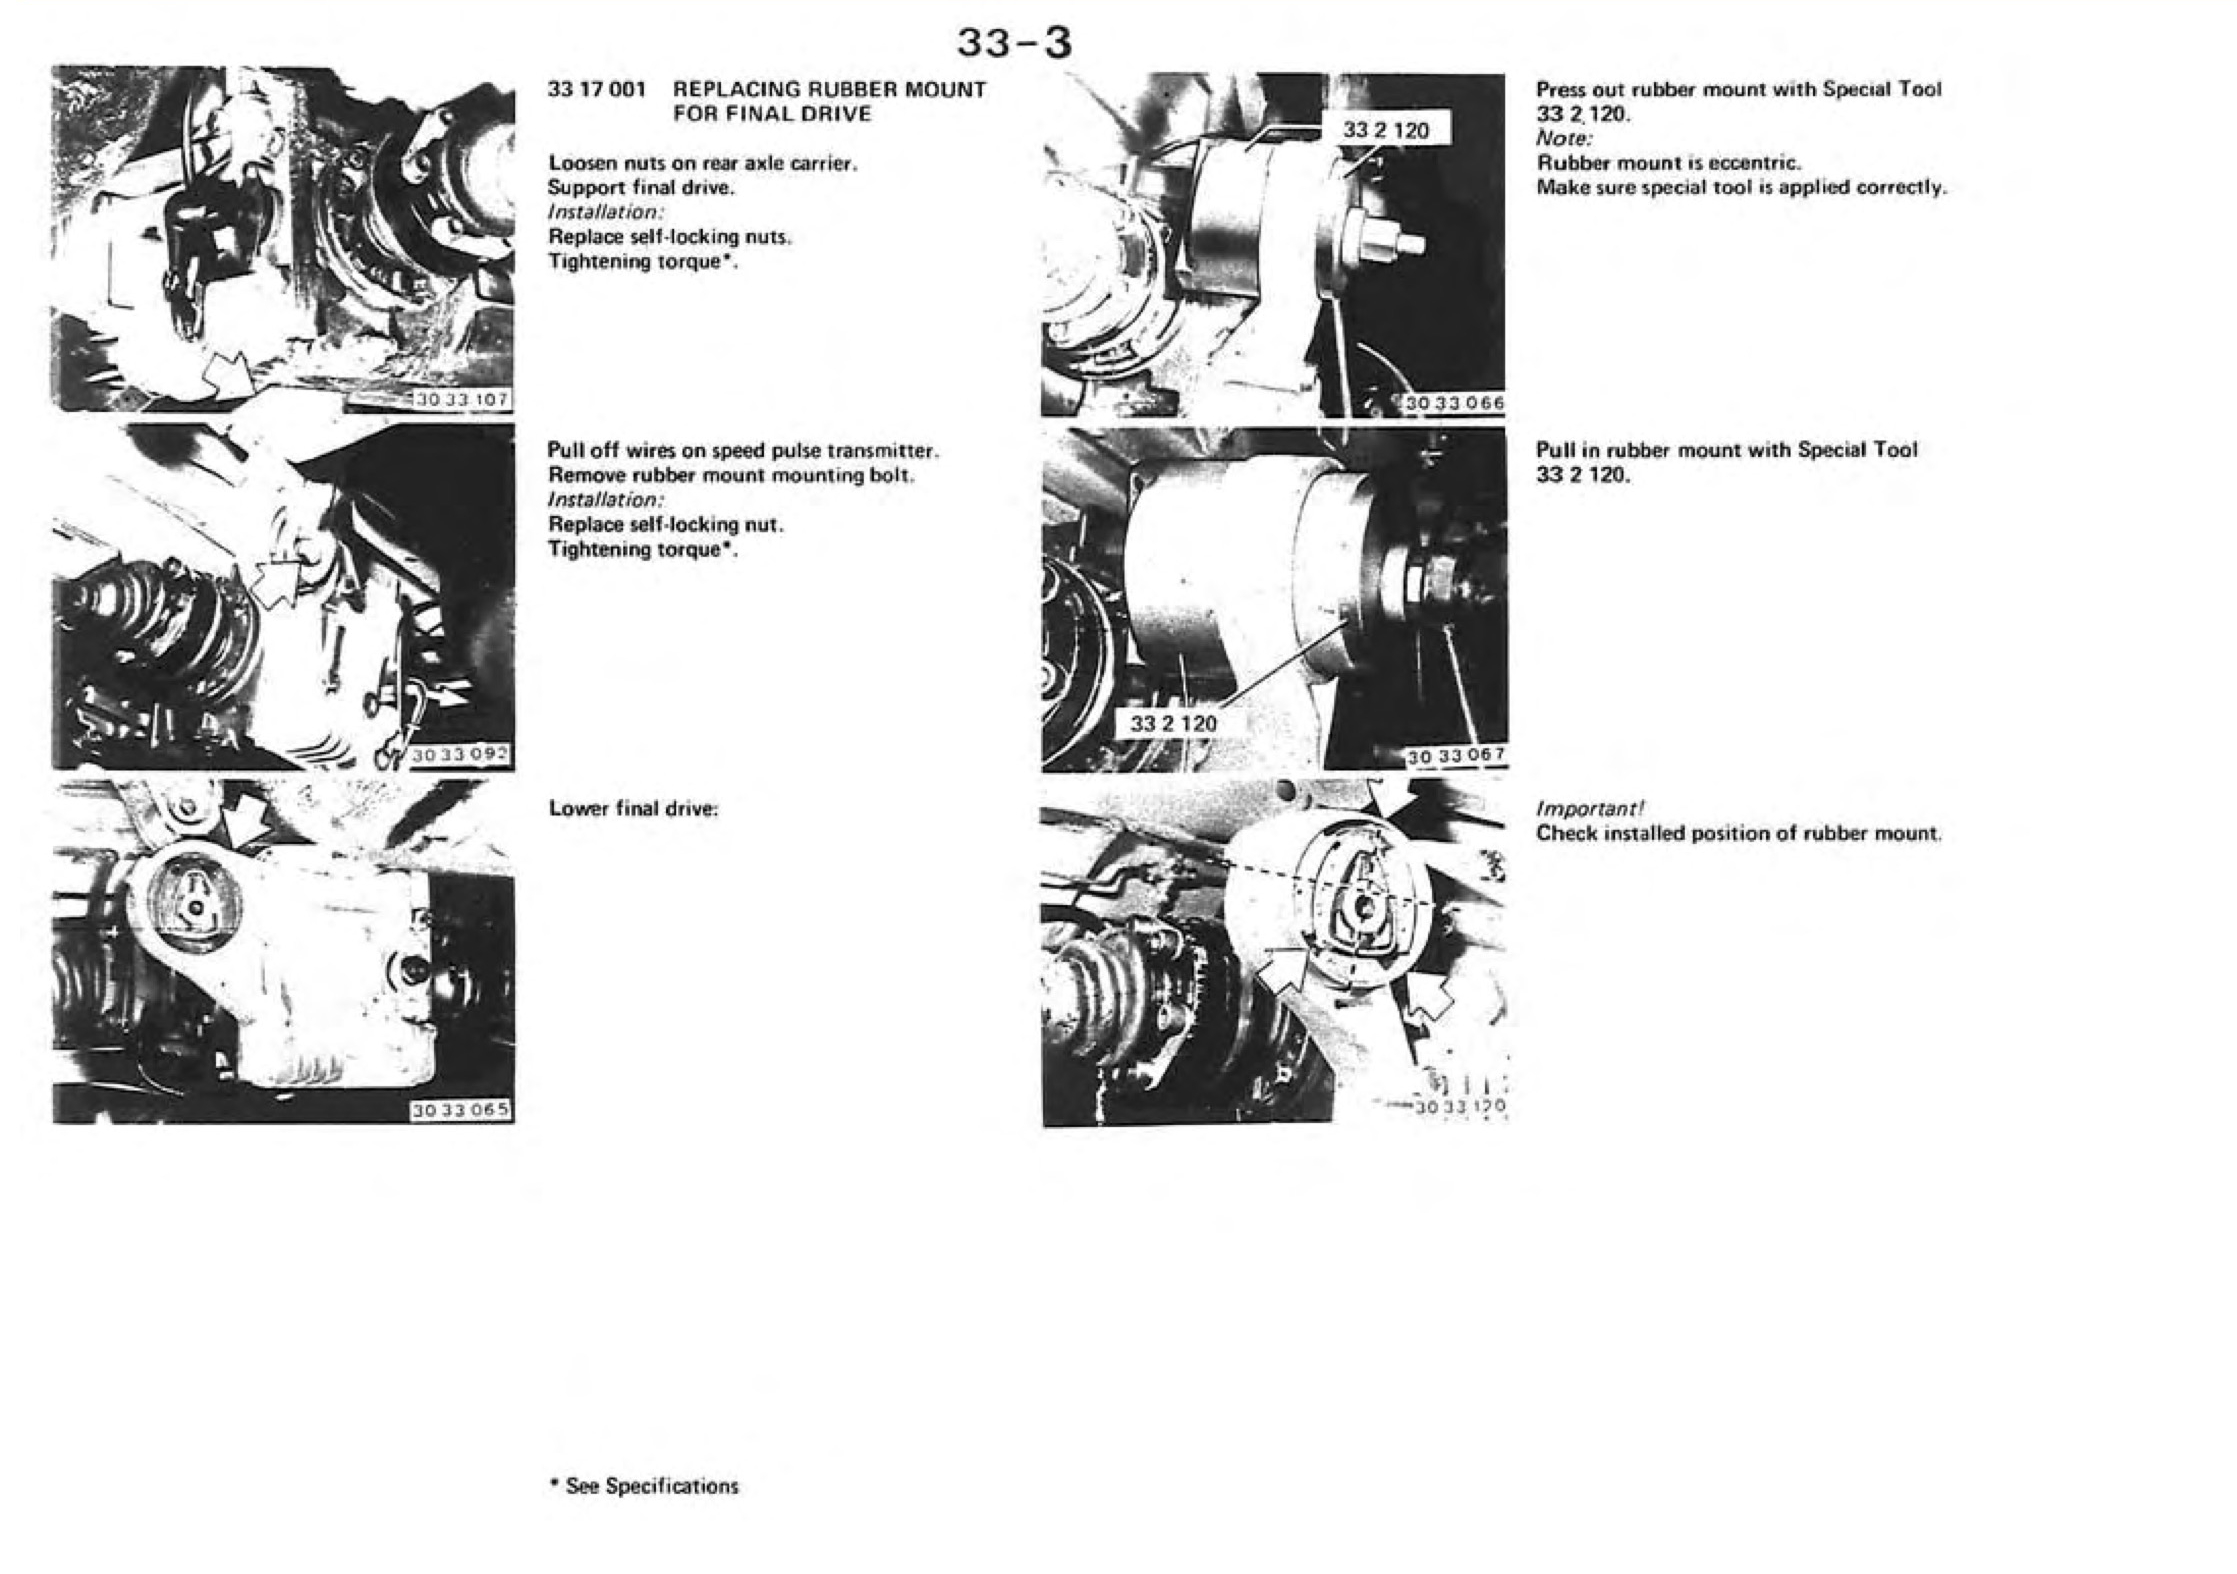 33-3
33 17 001 REPLACING RUBBER MOUNT
FOR FINAL DRIVE
Loosen nuts on rear axle carrier.
Support final drive.
Installation:
Replace self-locking nuts.
Tightening torque*.
30 33 107
Pull off wires on speed pulse transmitter.
Remove rubber mount mounting bolt.
Installation:
Replace self-locking nut.
Tightening torque*.
30 33 092
Lower final drive:
30 33 065
* See Specifications
Press out rubber mount with Special Tool
33 2 120.
Note:
Rubber mount is eccentric.
Make sure special tool is applied correctly.
33 2 120
30 33 066
Pull in rubber mount with Special Tool
33 2 120.
33 2 120
30 33 067
Important!
Check installed position of rubber mount.
30 33 120